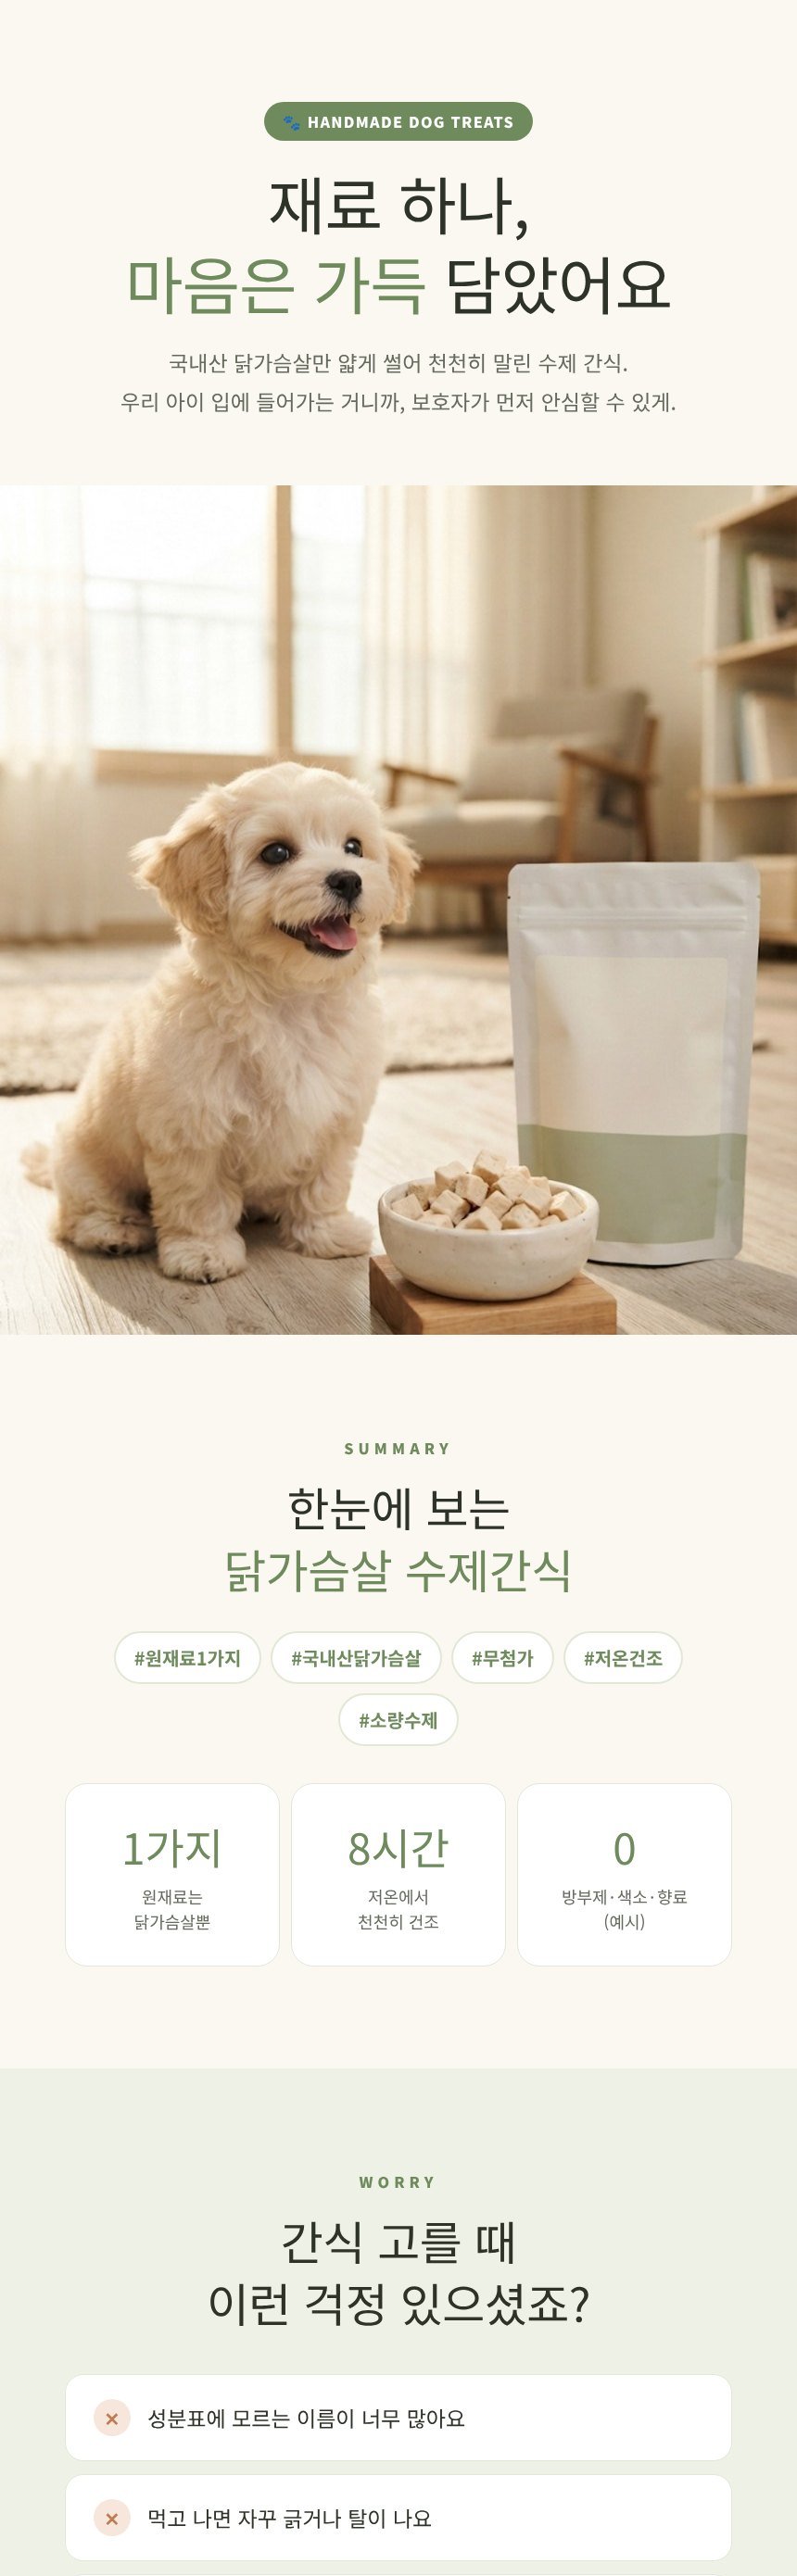 HANDMADE DOG TREATS
재료 하나,
마음은 가득 담았어요
국내산 닭가슴살만 얇게 썰어 천천히 말린 수제 간식.
우리 아이 입에 들어가는 거니까, 보호자가 먼저 안심할 수 있게.
SUMMARY
한눈에 보는
닭가슴살 수제간식
#원재료1가지 #국내산닭가슴살 #무첨가 #저온건조
#소량수제
1가지
원재료는
닭가슴살뿐
8시간
저온에서
천천히 건조
0
방부제·색소·향료
(예시)
WORRY
간식 고를 때
이런 걱정 있으셨죠?
성분표에 모르는 이름이 너무 많아요
먹고 나면 자꾸 긁거나 탈이 나요